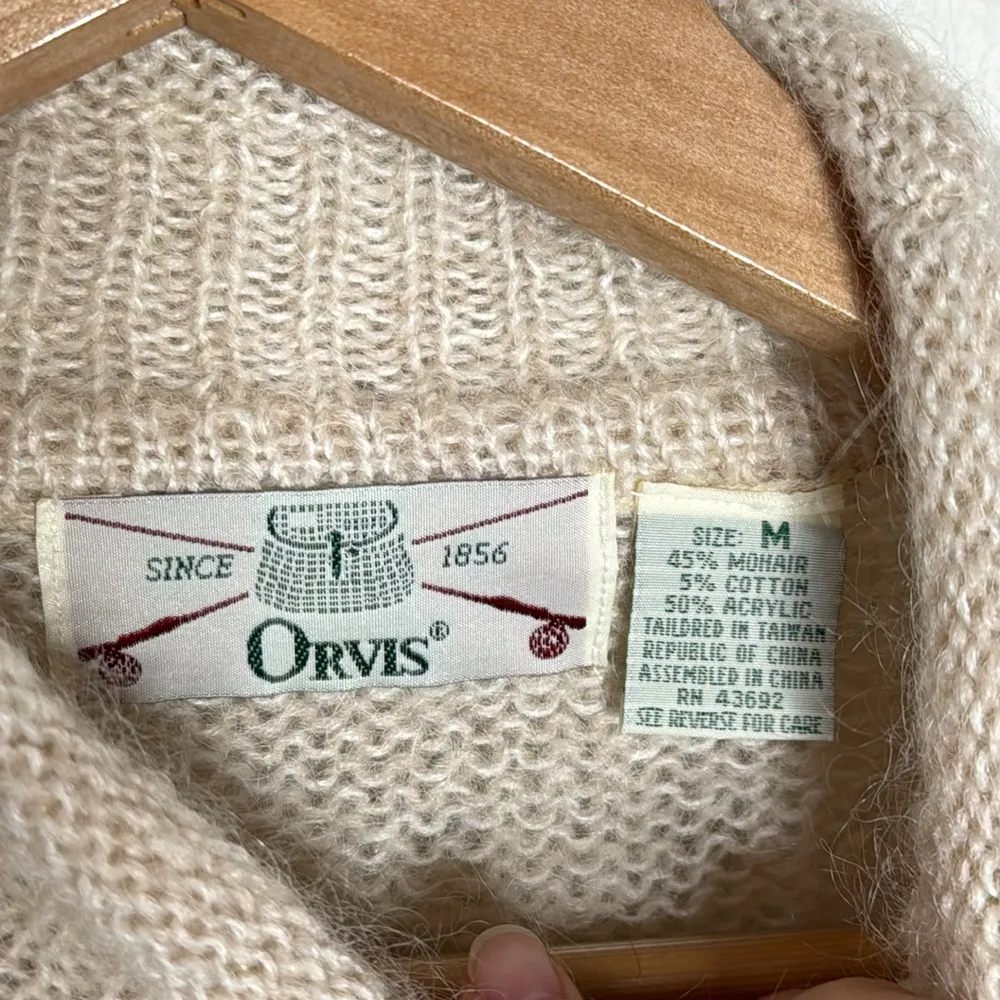 SINCE 1856
ORVIS®
SIZE: M
45% MOHAIR
5% COTTON
50% ACRYLIC
TAILORED IN TAIWAN
REPUBLIC OF CHINA
ASSEMBLED IN CHINA
RN 43692
SEE REVERSE FOR CARE